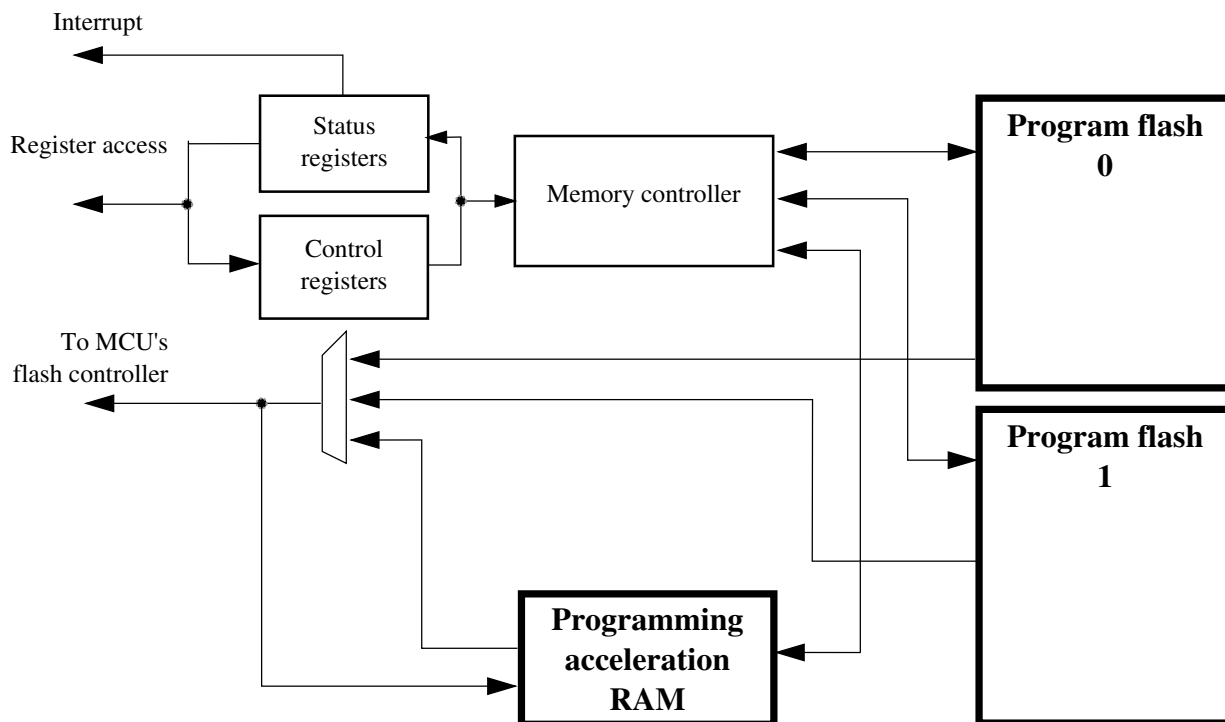 Interrupt
Register access
Status
registers
Control
registers
Memory controller
Program flash
0
To MCU's
flash controller
Program flash
1
Programming
acceleration
RAM